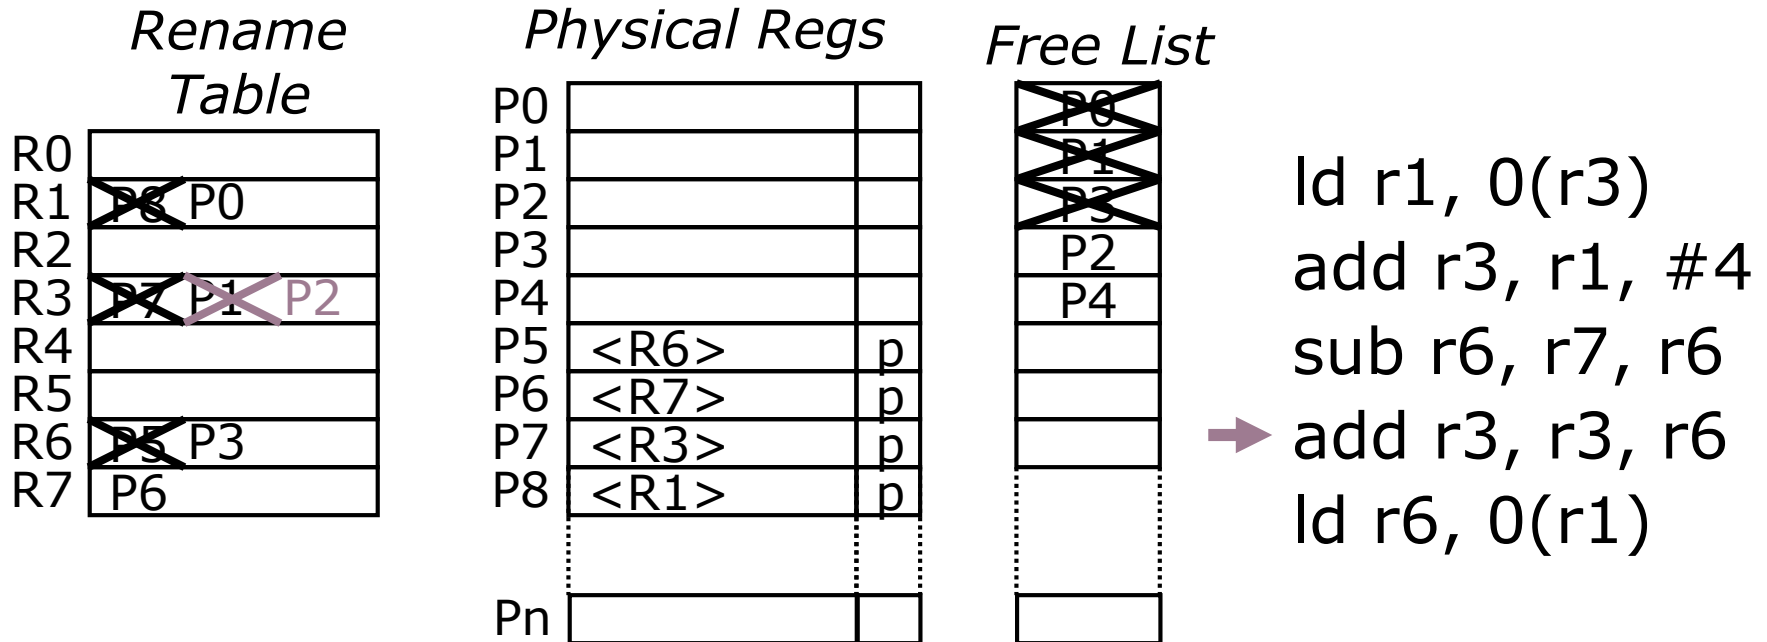 Rename
Table
R0
R1 P8 P0
R2
R3 P7 P1 P2
R4
R5
R6 P5 P3
R7 P6
Physical Regs
P0
P1
P2
P3
P4
P5 <R6> p
P6 <R7> p
P7 <R3> p
P8 <R1> p
Pn
Free List
P0
P1
P3
P2
P4
ld r1, 0(r3)
add r3, r1, #4
sub r6, r7, r6
add r3, r3, r6
ld r6, 0(r1)